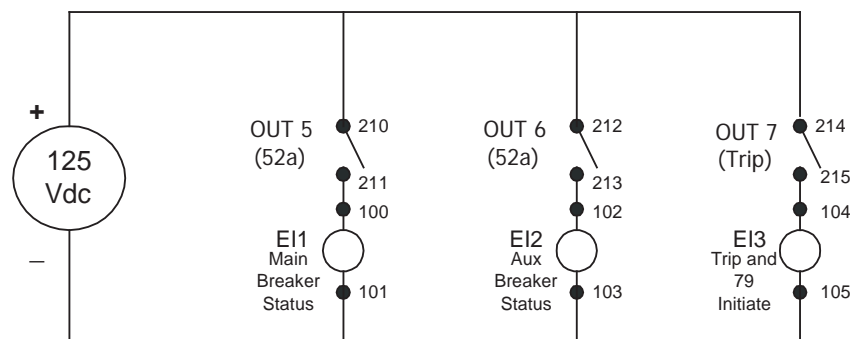 +
125
Vdc
–
OUT 5
(52a)
210
211
100
EI1
Main
Breaker
Status
101
OUT 6
(52a)
212
213
102
EI2
Aux
Breaker
Status
103
OUT 7
(Trip)
214
215
104
EI3
Trip and
79
Initiate
105